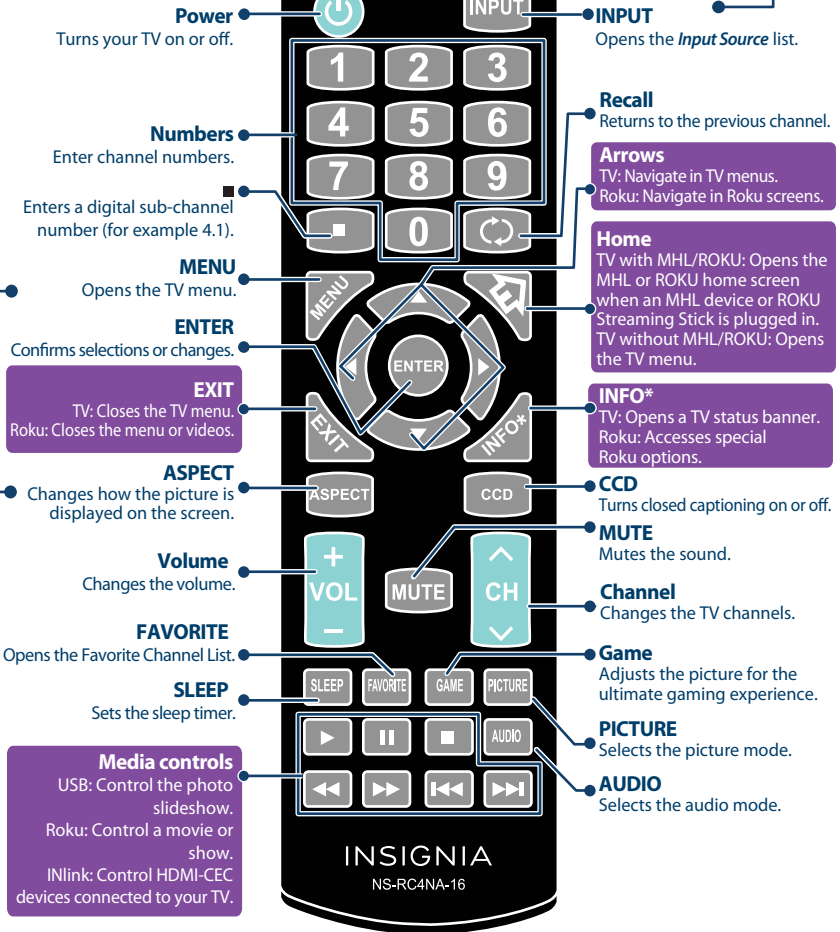 Power
Turns your TV on or off.
Numbers
Enter channel numbers.
■
Enters a digital sub-channel
number (for example 4.1).
MENU
Opens the TV menu.
ENTER
Confirms selections or changes.
EXIT
TV: Closes the TV menu.
Roku: Closes the menu or videos.
ASPECT
Changes how the picture is
displayed on the screen.
Volume
Changes the volume.
FAVORITE
Opens the Favorite Channel List.
SLEEP
Sets the sleep timer.
Media controls
USB: Control the photo
slideshow.
Roku: Control a movie or
show.
INlink: Control HDMI-CEC
devices connected to your TV.
INPUT
1 2 3
4 5 6
7 8 9
0
MENU
ENTER
EXIT
INFO*
ASPECT
CCD
+
VOL
–
MUTE
CH
SLEEP FAVORITE GAME PICTURE
AUDIO
INSIGNIA
NS-RC4NA-16
INPUT
Opens the Input Source list.
Recall
Returns to the previous channel.
Arrows
TV: Navigate in TV menus.
Roku: Navigate in Roku screens.
Home
TV with MHL/ROKU: Opens the
MHL or ROKU home screen
when an MHL device or ROKU
Streaming Stick is plugged in.
TV without MHL/ROKU: Opens
the TV menu.
INFO*
TV: Opens a TV status banner.
Roku: Accesses special
Roku options.
CCD
Turns closed captioning on or off.
MUTE
Mutes the sound.
Channel
Changes the TV channels.
Game
Adjusts the picture for the
ultimate gaming experience.
PICTURE
Selects the picture mode.
AUDIO
Selects the audio mode.